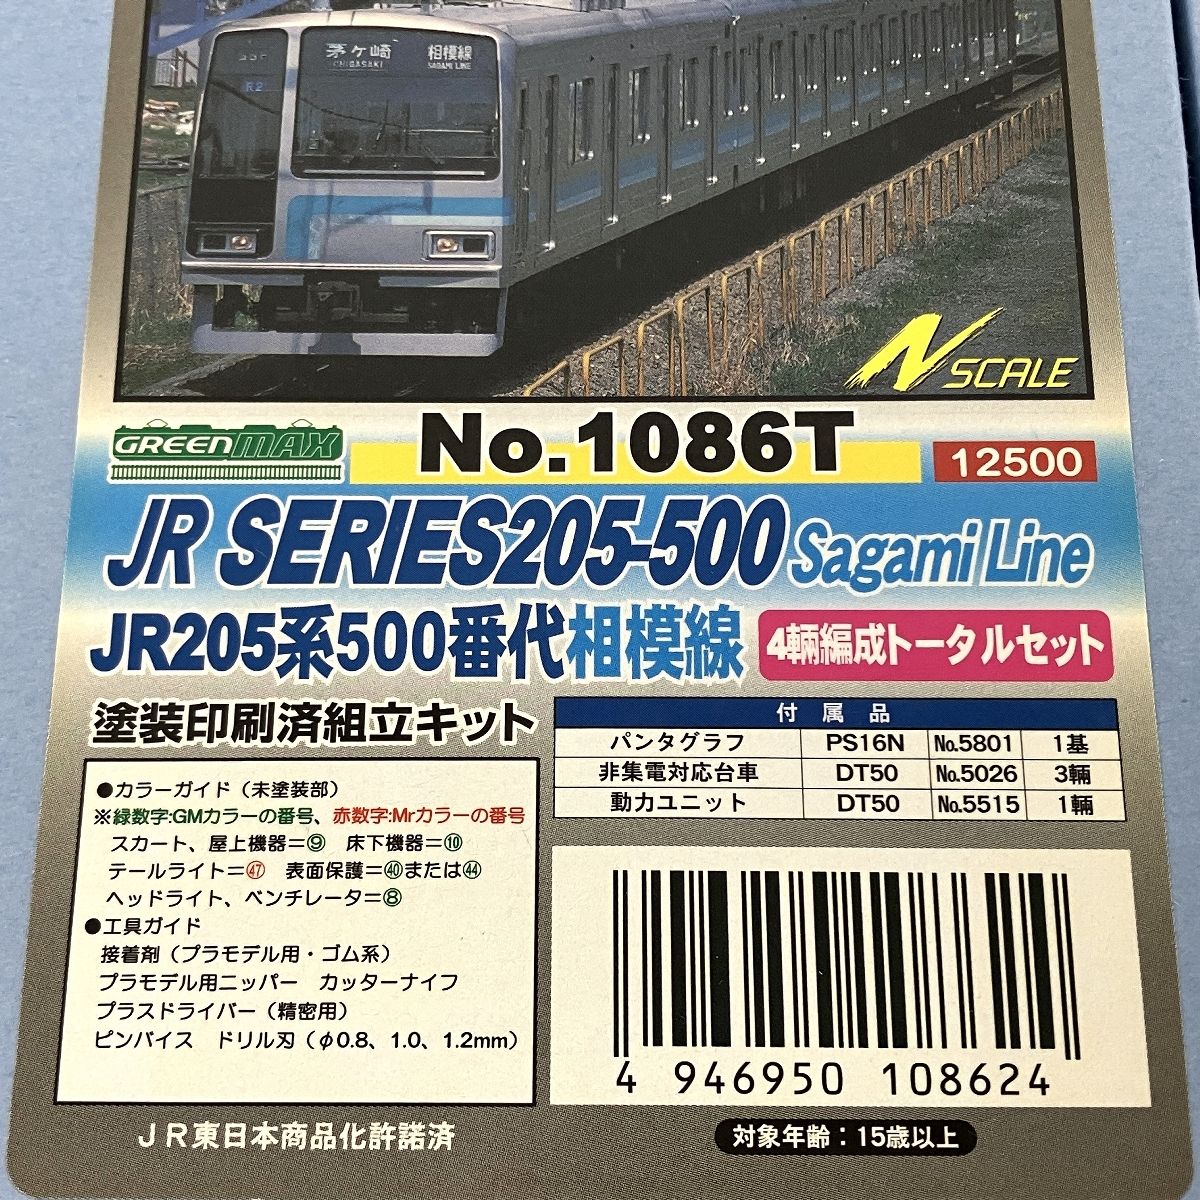 茅ヶ崎 相模線
CHIGASAKI SAGAMI LINE
R2
N SCALE
GREENMAX No.1086T 12500
JR SERIES205-500 Sagami Line
JR205系500番代相模線 4輌編成トータルセット
塗装印刷済組立キット
付属品
パンタグラフ PS16N No.5801 1基
非集電対応台車 DT50 No.5026 3輌
動力ユニット DT50 No.5515 1輌
●カラーガイド（未塗装部）
※緑数字:GMカラーの番号、赤数字:Mrカラーの番号
スカート、屋上機器＝⑨ 床下機器＝⑩
テールライト＝㊼ 表面保護＝㊵または㊹
ヘッドライト、ベンチレータ＝⑧
●工具ガイド
接着剤（プラモデル用・ゴム系）
プラモデル用ニッパー カッターナイフ
プラスドライバー（精密用）
ピンバイス ドリル刃（φ0.8、1.0、1.2mm）
4 946950 108624
JR東日本商品化許諾済
対象年齢：15歳以上